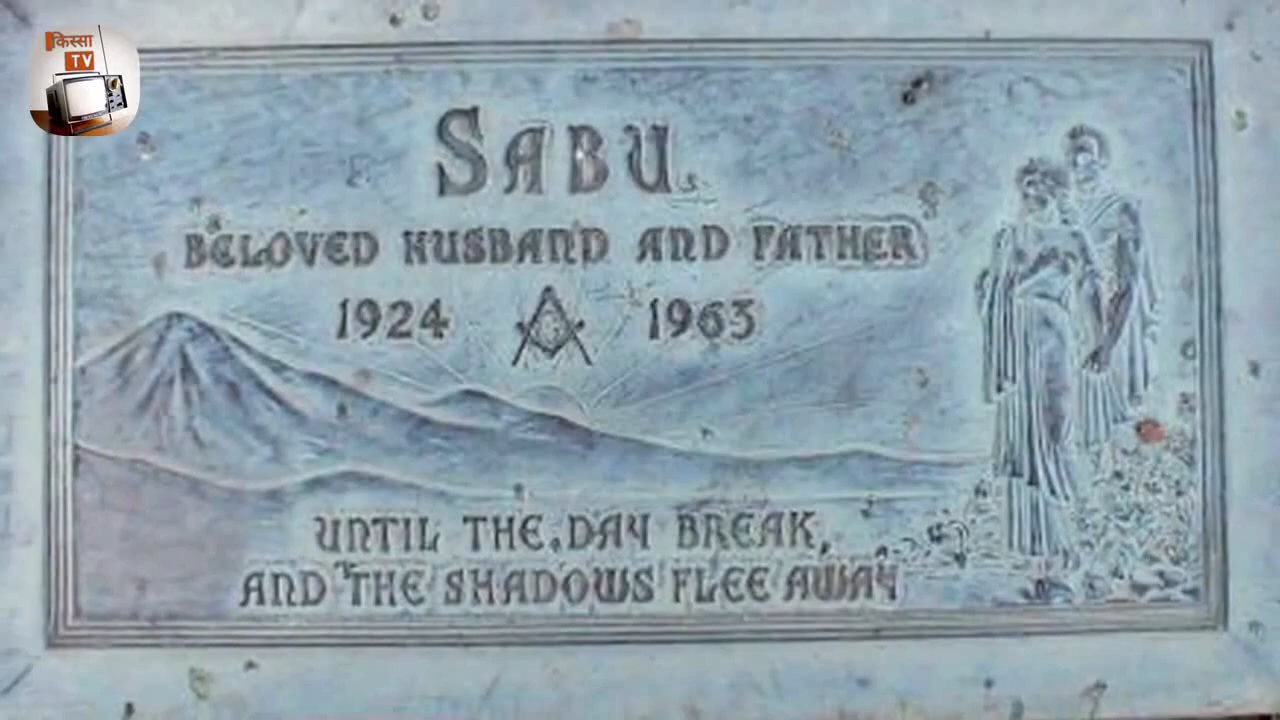 किस्सा
TV
SABU
BELOVED HUSBAND AND FATHER
1924 1963
UNTIL THE DAY BREAK,
AND THE SHADOWS FLEE AWAY